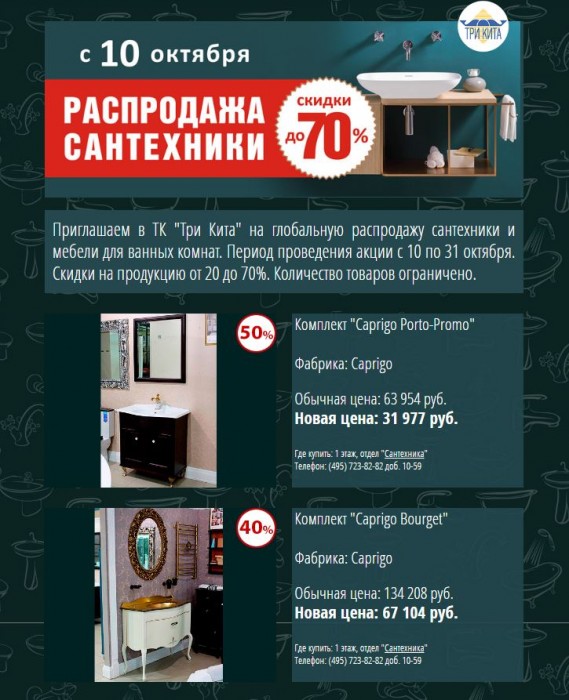 ТРИ КИТА
с 10 октября
РАСПРОДАЖА
САНТЕХНИКИ
СКИДКИ
до 70%
Приглашаем в ТК "Три Кита" на глобальную распродажу сантехники и
мебели для ванных комнат. Период проведения акции с 10 по 31 октября.
Скидки на продукцию от 20 до 70%. Количество товаров ограничено.
50%
Комплект "Caprigo Porto-Promo"
Фабрика: Caprigo
Обычная цена: 63 954 руб.
Новая цена: 31 977 руб.
Где купить: 1 этаж, отдел "Сантехника"
Телефон: (495) 723-82-82 доб. 10-59
40%
Комплект "Caprigo Bourget"
Фабрика: Caprigo
Обычная цена: 134 208 руб.
Новая цена: 67 104 руб.
Где купить: 1 этаж, отдел "Сантехника"
Телефон: (495) 723-82-82 доб. 10-59